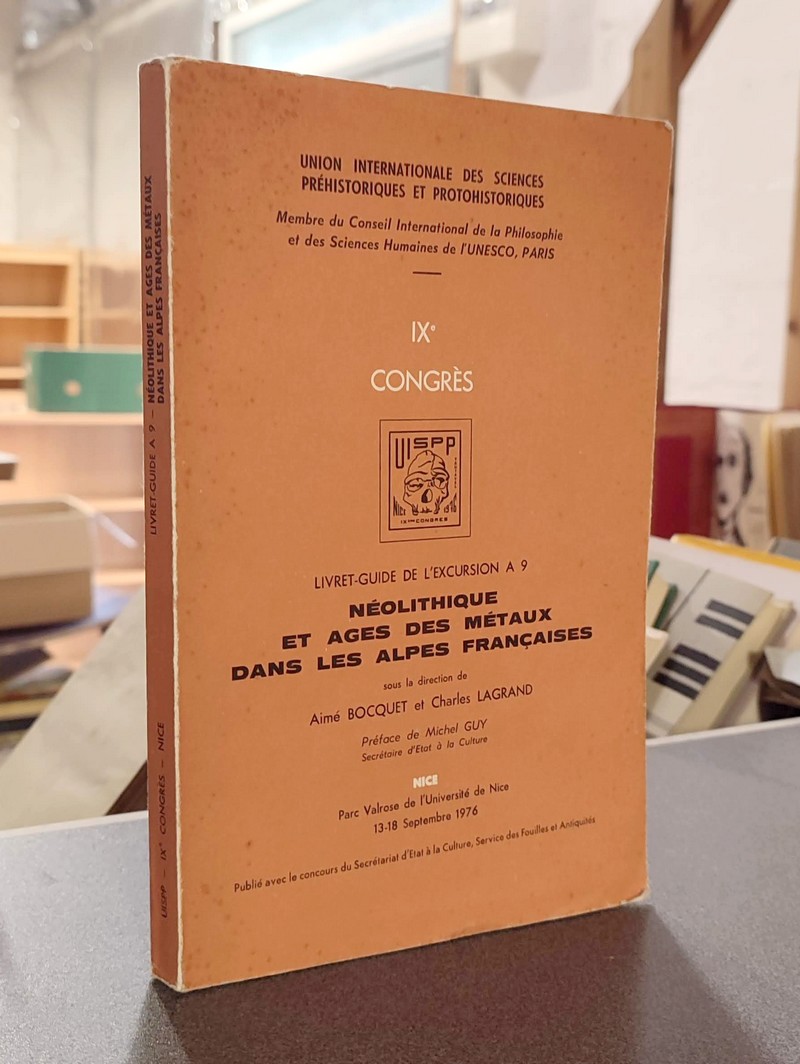 UNION INTERNATIONALE DES SCIENCES
PRÉHISTORIQUES ET PROTOHISTORIQUES
Membre du Conseil International de la Philosophie
et des Sciences Humaines de l'UNESCO, PARIS
IXe
CONGRÈS
UISPP
NICE 1976
IXème CONGRES
LIVRET-GUIDE DE L'EXCURSION A 9
NÉOLITHIQUE
ET AGES DES MÉTAUX
DANS LES ALPES FRANÇAISES
sous la direction de
Aimé BOCQUET et Charles LAGRAND
Préface de Michel GUY
Secrétaire d'Etat à la Culture
NICE
Parc Valrose de l'Université de Nice
13-18 Septembre 1976
Publié avec le concours du Secrétariat d'Etat à la Culture, Service des Fouilles et Antiquités
UISPP — IXe CONGRÈS — NICE
LIVRET-GUIDE A 9 — NÉOLITHIQUE ET AGES DES MÉTAUX
DANS LES ALPES FRANÇAISES